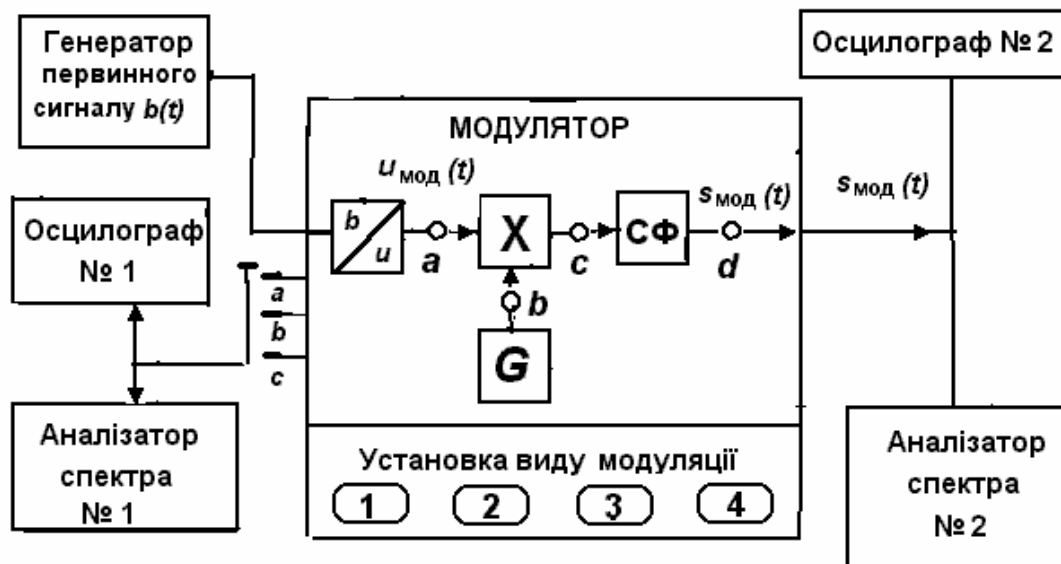 Генератор
первинного
сигналу b(t)
Осцилограф № 2
МОДУЛЯТОР
u мод (t)
s мод (t)
s мод (t)
b
u
a
X
c
СФ
d
b
G
Осцилограф
№ 1
a
b
c
Аналізатор
спектра
№ 1
Установка виду модуляції
1 2 3 4
Аналізатор
спектра
№ 2